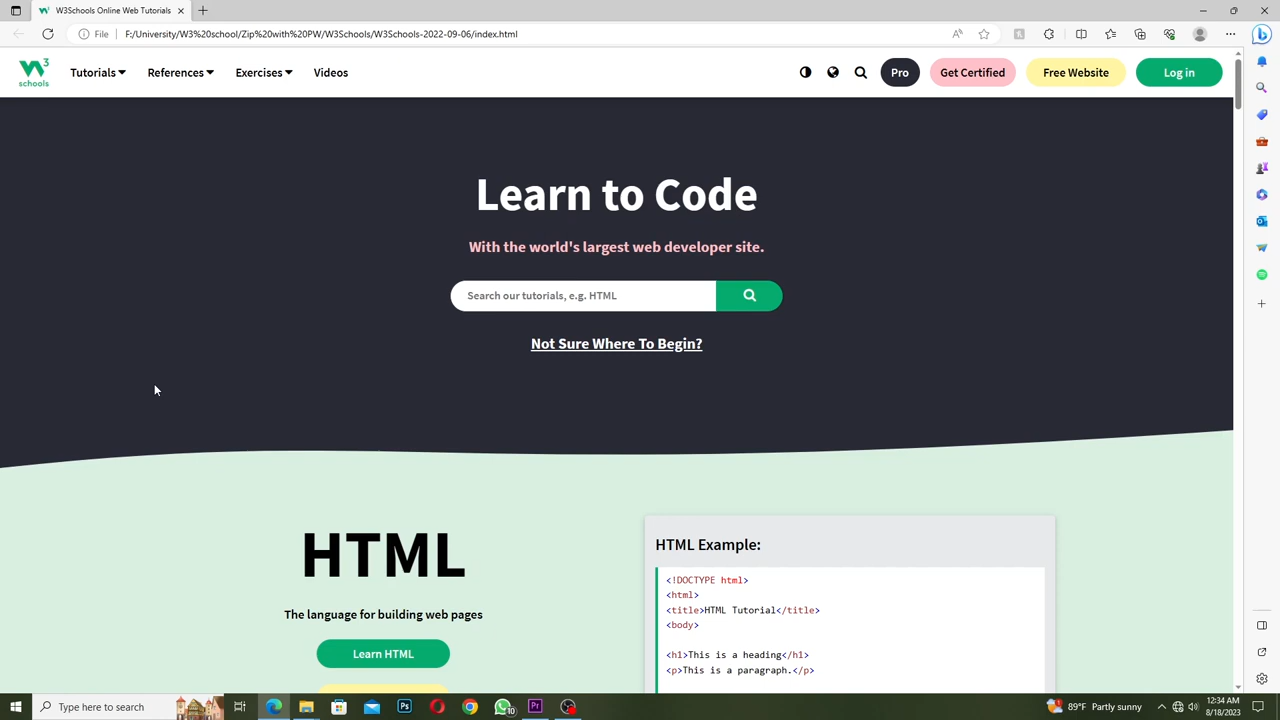 W3Schools Online Web Tutorials
File
F:/University/W3%20school/Zip%20with%20PW/W3Schools/W3Schools-2022-09-06/index.html
W3 schools
Tutorials
References
Exercises
Videos
Pro
Get Certified
Free Website
Log in
Learn to Code
With the world's largest web developer site.
Search our tutorials, e.g. HTML
Not Sure Where To Begin?
HTML
The language for building web pages
Learn HTML
HTML Example:
<!DOCTYPE html>
<html>
<title>HTML Tutorial</title>
<body>
<h1>This is a heading</h1>
<p>This is a paragraph.</p>
Type here to search
Ps
10
Pr
89°F Partly sunny
12:34 AM
8/18/2023